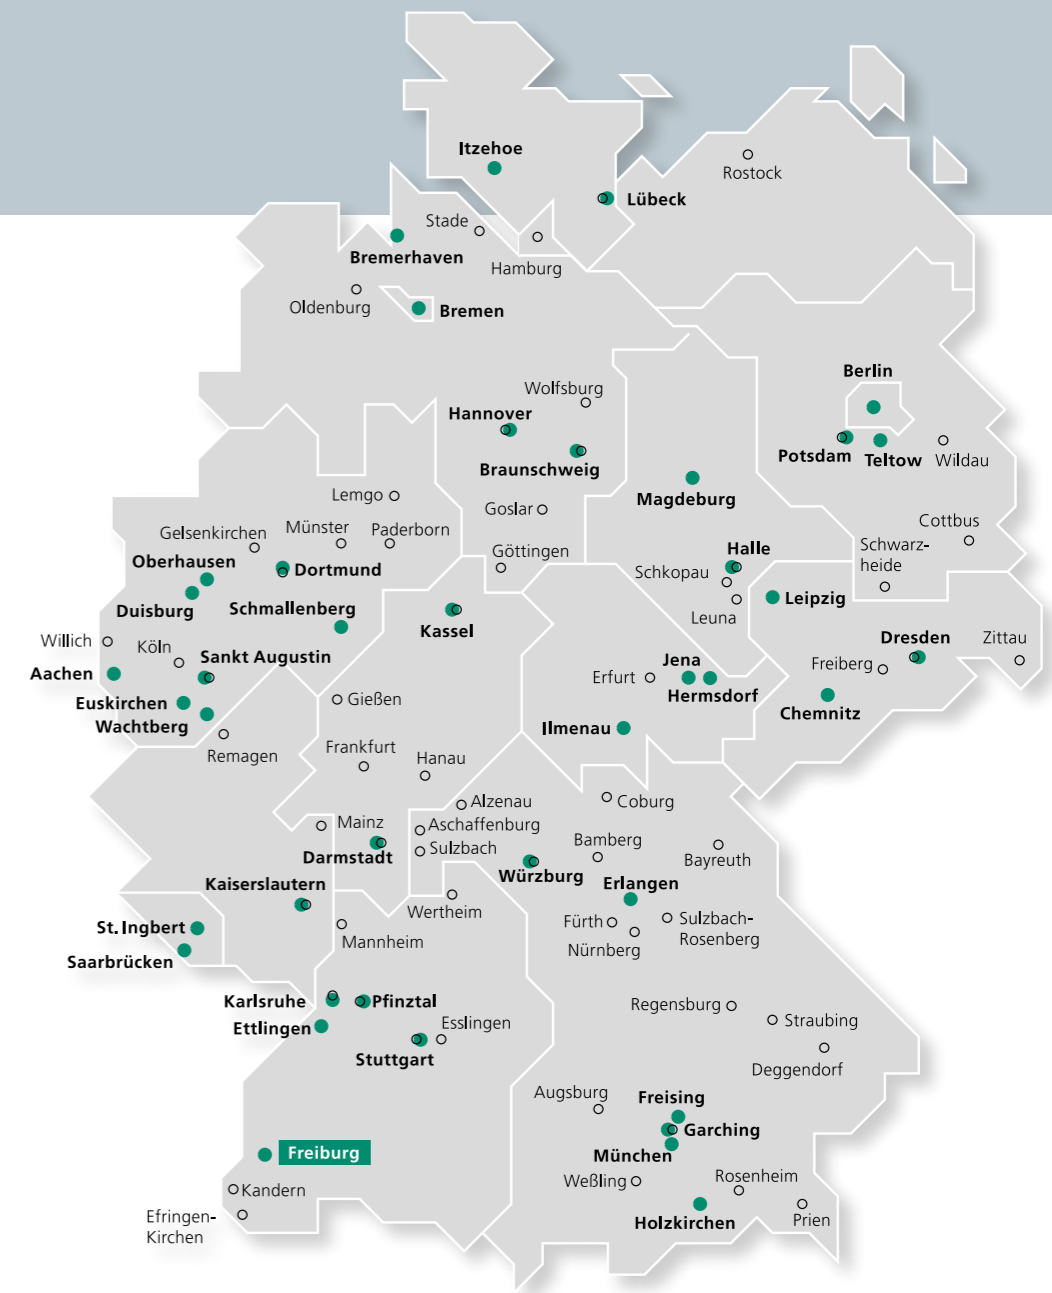 Itzehoe
Rostock
Lübeck
Stade
Bremerhaven
Hamburg
Oldenburg
Bremen
Berlin
Wolfsburg
Hannover
Potsdam
Teltow
Wildau
Braunschweig
Magdeburg
Lemgo
Goslar
Cottbus
Gelsenkirchen
Münster
Paderborn
Schwarz-
heide
Göttingen
Halle
Oberhausen
Dortmund
Schkopau
Leipzig
Duisburg
Schmallenberg
Leuna
Kassel
Willich
Köln
Sankt Augustin
Dresden
Zittau
Aachen
Jena
Erfurt
Freiberg
Hermsdorf
Euskirchen
Gießen
Wachtberg
Chemnitz
Ilmenau
Remagen
Frankfurt
Hanau
Alzenau
Coburg
Mainz
Aschaffenburg
Bamberg
Sulzbach
Bayreuth
Darmstadt
Würzburg
Kaiserslautern
Erlangen
Wertheim
Sulzbach-
Rosenberg
Fürth
St. Ingbert
Mannheim
Nürnberg
Saarbrücken
Karlsruhe
Pfinztal
Regensburg
Straubing
Ettlingen
Esslingen
Stuttgart
Deggendorf
Augsburg
Freising
Garching
Freiburg
München
Weßling
Rosenheim
Kandern
Efringen-
Kirchen
Holzkirchen
Prien